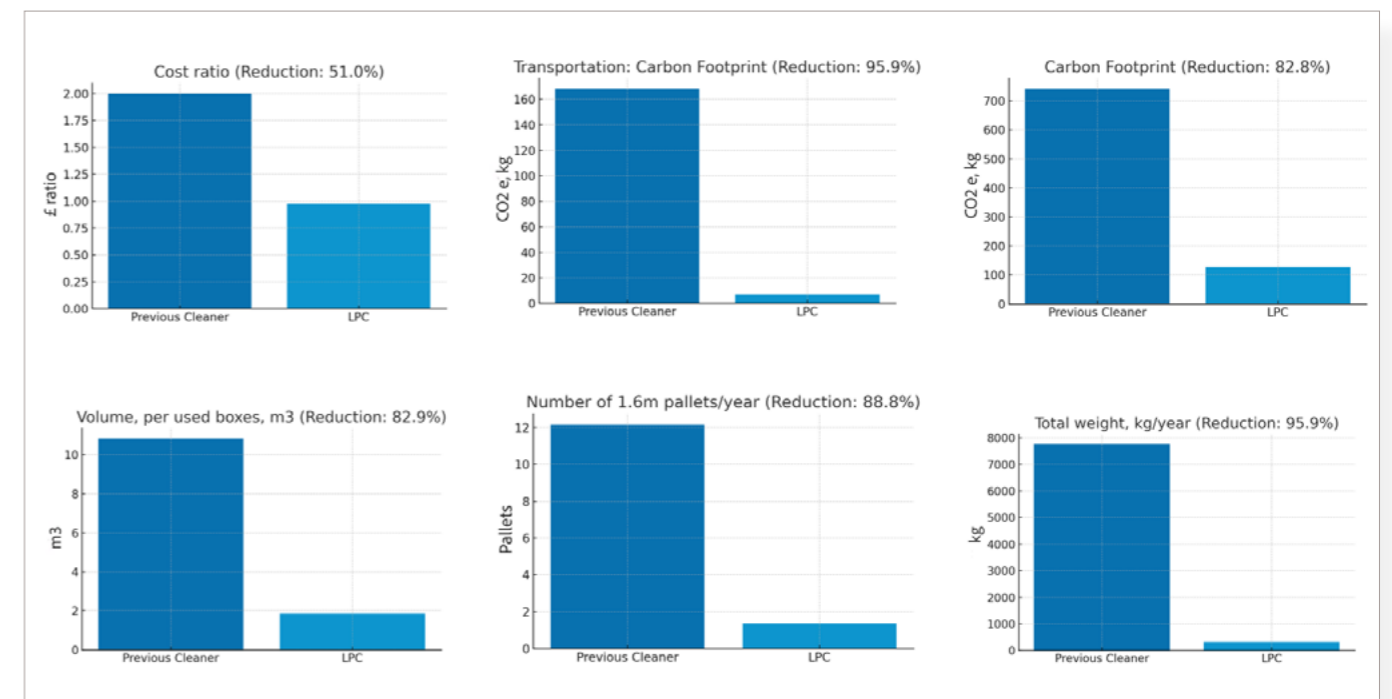 Cost ratio (Reduction: 51.0%)
£ ratio
2.00
1.75
1.50
1.25
1.00
0.75
0.50
0.25
0.00
Previous Cleaner
LPC
Transportation: Carbon Footprint (Reduction: 95.9%)
CO2 e, kg
160
140
120
100
80
60
40
20
0
Previous Cleaner
LPC
Carbon Footprint (Reduction: 82.8%)
CO2 e, kg
700
600
500
400
300
200
100
0
Previous Cleaner
LPC
Volume, per used boxes, m3 (Reduction: 82.9%)
m3
10
8
6
4
2
0
Previous Cleaner
LPC
Number of 1.6m pallets/year (Reduction: 88.8%)
Pallets
12
10
8
6
4
2
0
Previous Cleaner
LPC
Total weight, kg/year (Reduction: 95.9%)
kg
8000
7000
6000
5000
4000
3000
2000
1000
0
Previous Cleaner
LPC